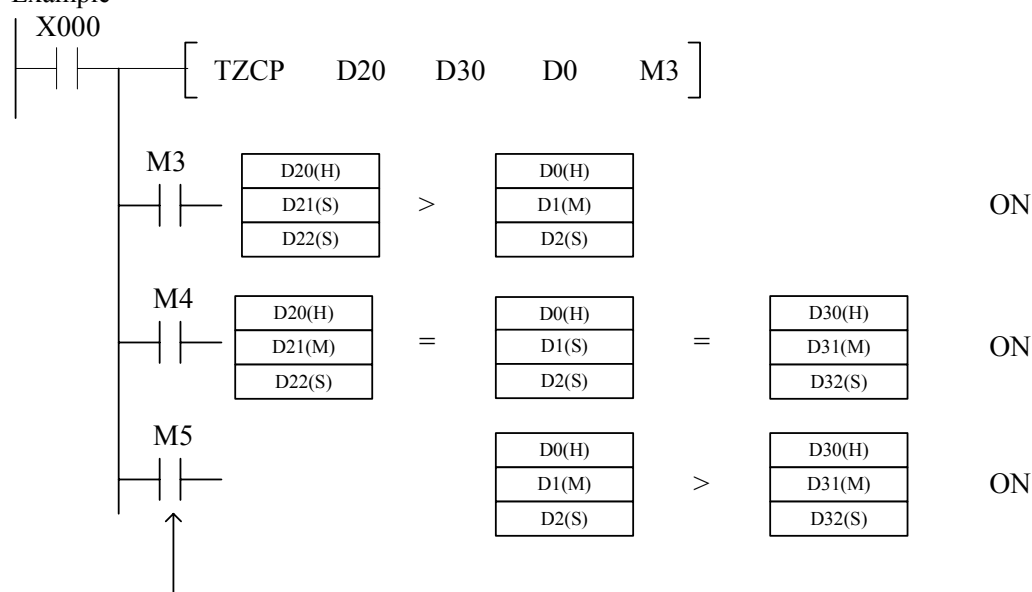 Example
X000
TZCP D20 D30 D0 M3
M3
D20(H) D0(H)
D21(S) > D1(M) ON
D22(S) D2(S)
M4
D20(H) D0(H) D30(H)
D21(M) = D1(S) = D31(M) ON
D22(S) D2(S) D32(S)
M5
D0(H) D30(H)
D1(M) > D31(M) ON
D2(S) D32(S)